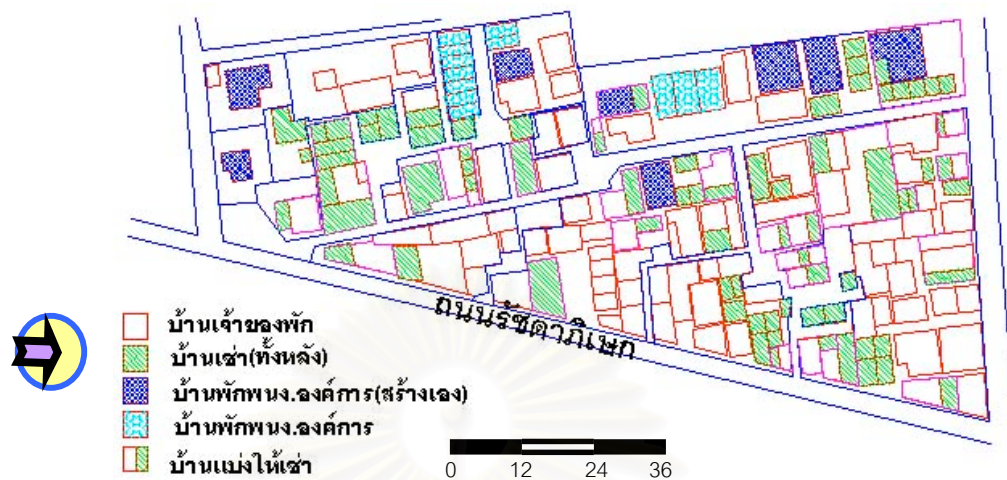 ถนนรัชดาภิเษก
บ้านเจ้าของพัก
บ้านเช่า(ทั้งหลัง)
บ้านพักพนง.องค์การ(สร้างเอง)
บ้านพักพนง.องค์การ
บ้านแบ่งให้เช่า
0 12 24 36